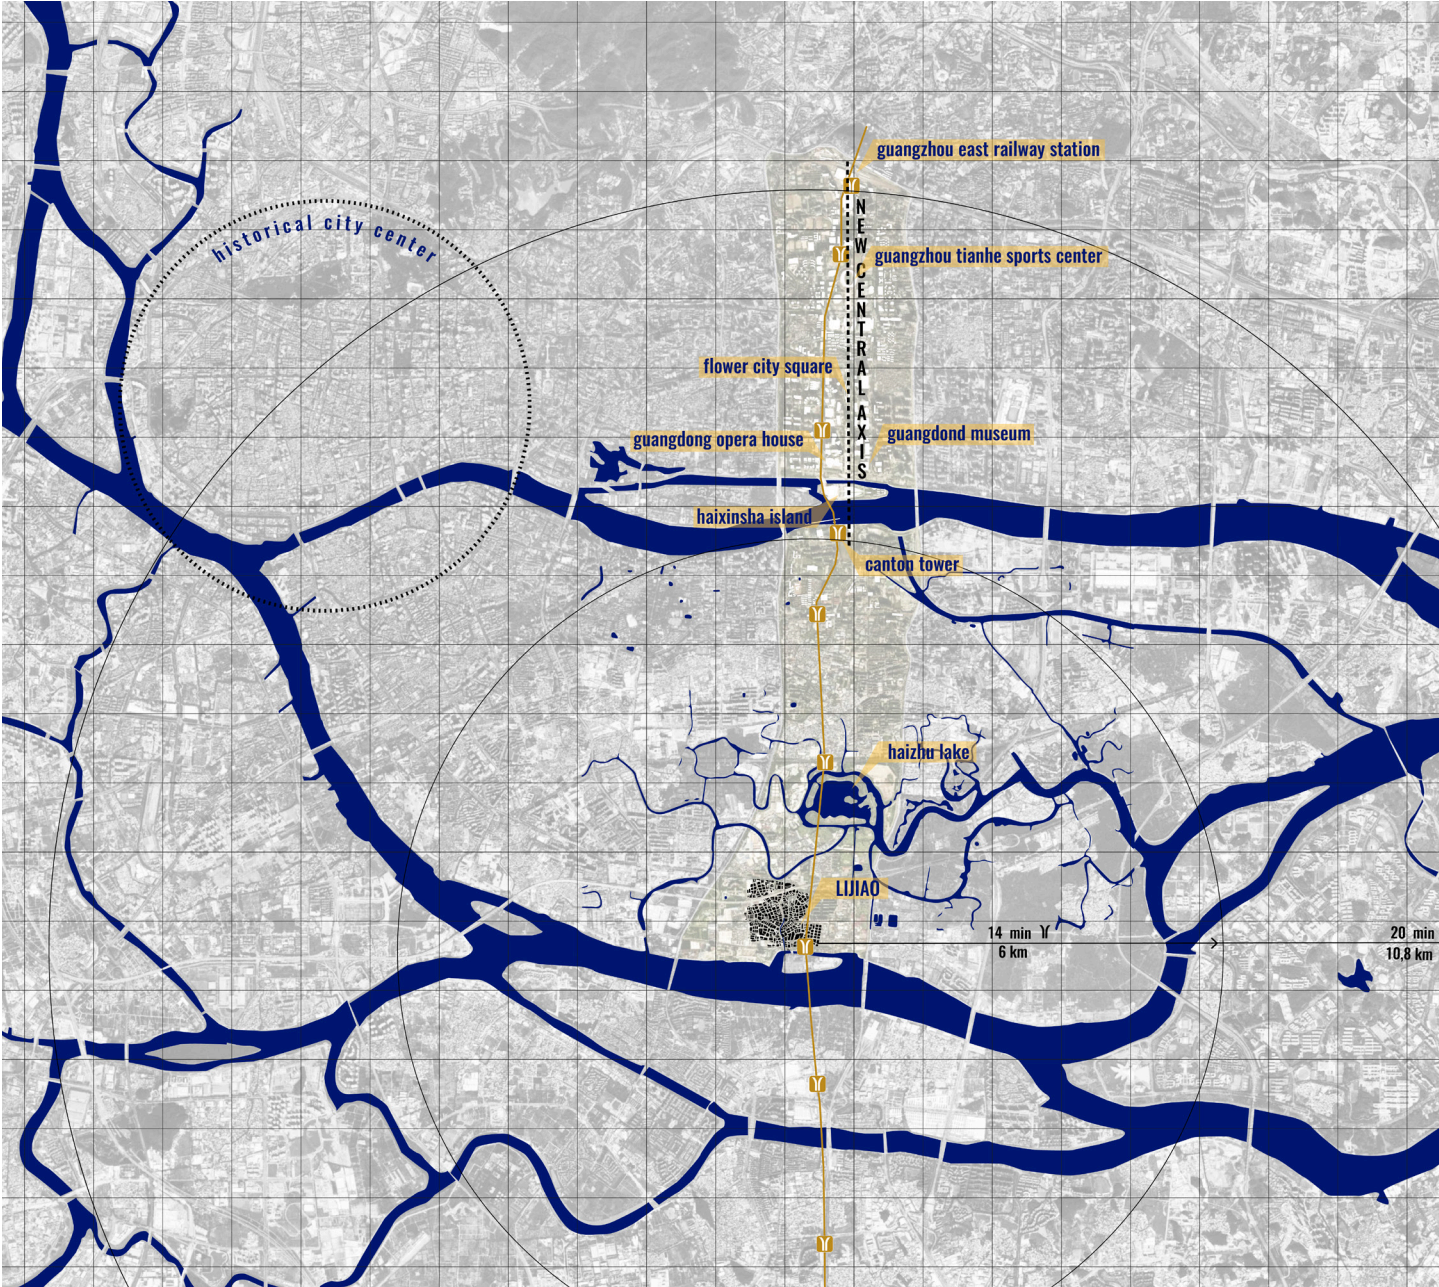 guangzhou east railway station
historical city center
NEW CENTRAL AXIS
guangzhou tianhe sports center
flower city square
guangdong opera house
guangdond museum
haixinsha island
canton tower
haizhu lake
LIJIAO
14 min
6 km
20 min
10,8 km